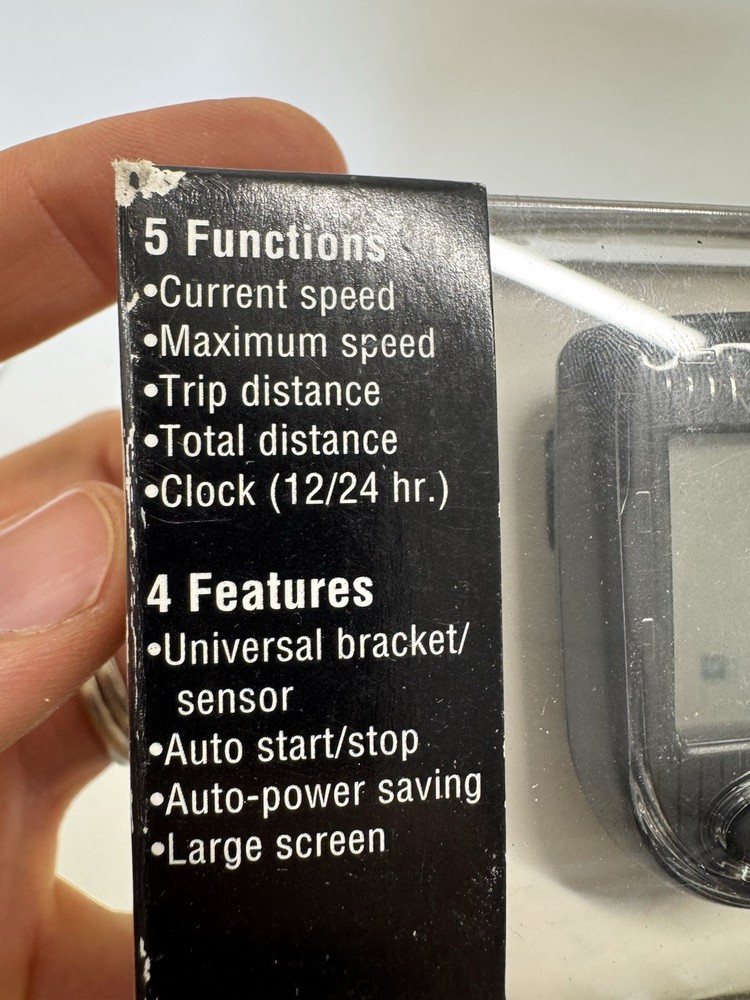 5 Functions
•Current speed
•Maximum speed
•Trip distance
•Total distance
•Clock (12/24 hr.)
4 Features
•Universal bracket/
sensor
•Auto start/stop
•Auto-power saving
•Large screen